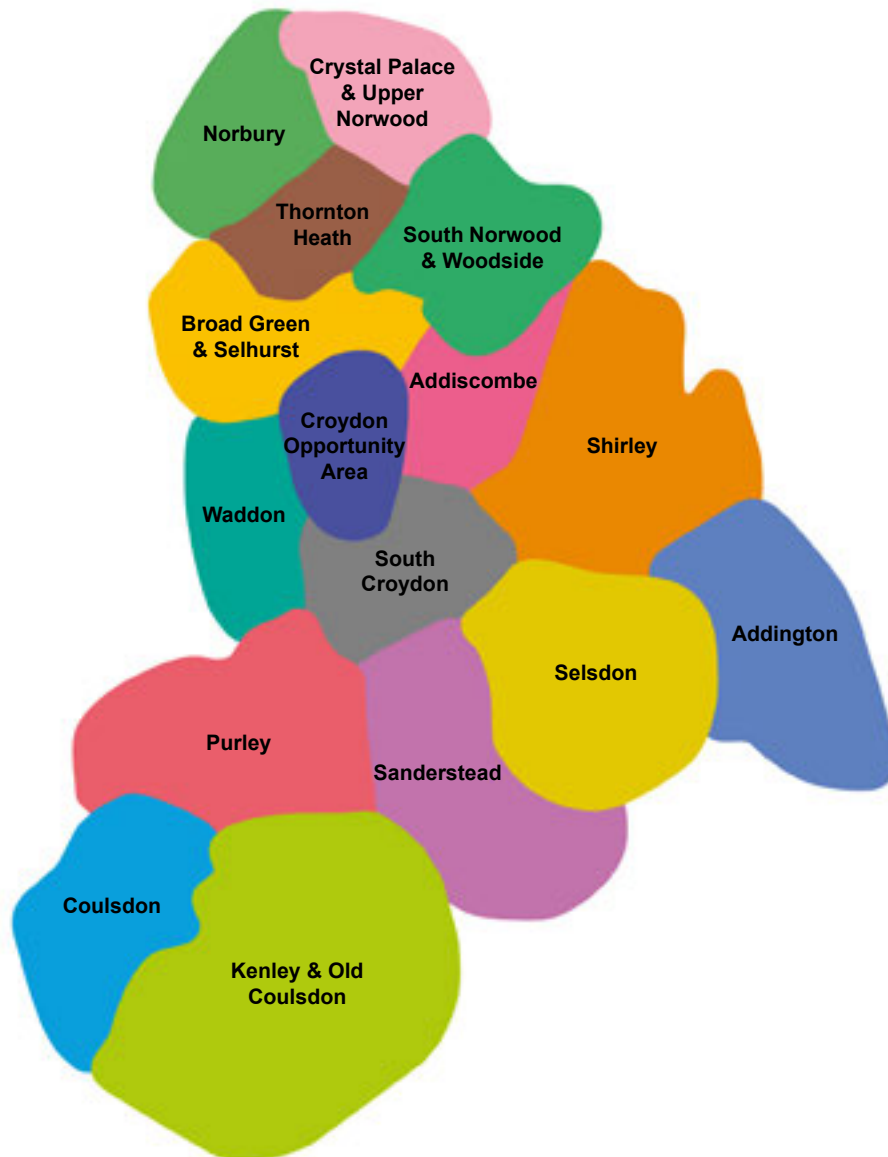 Crystal Palace
& Upper
Norwood
Norbury
Thornton
Heath
South Norwood
& Woodside
Broad Green
& Selhurst
Addiscombe
Croydon
Opportunity
Area
Shirley
Waddon
South
Croydon
Addington
Selsdon
Purley
Sanderstead
Coulsdon
Kenley & Old
Coulsdon